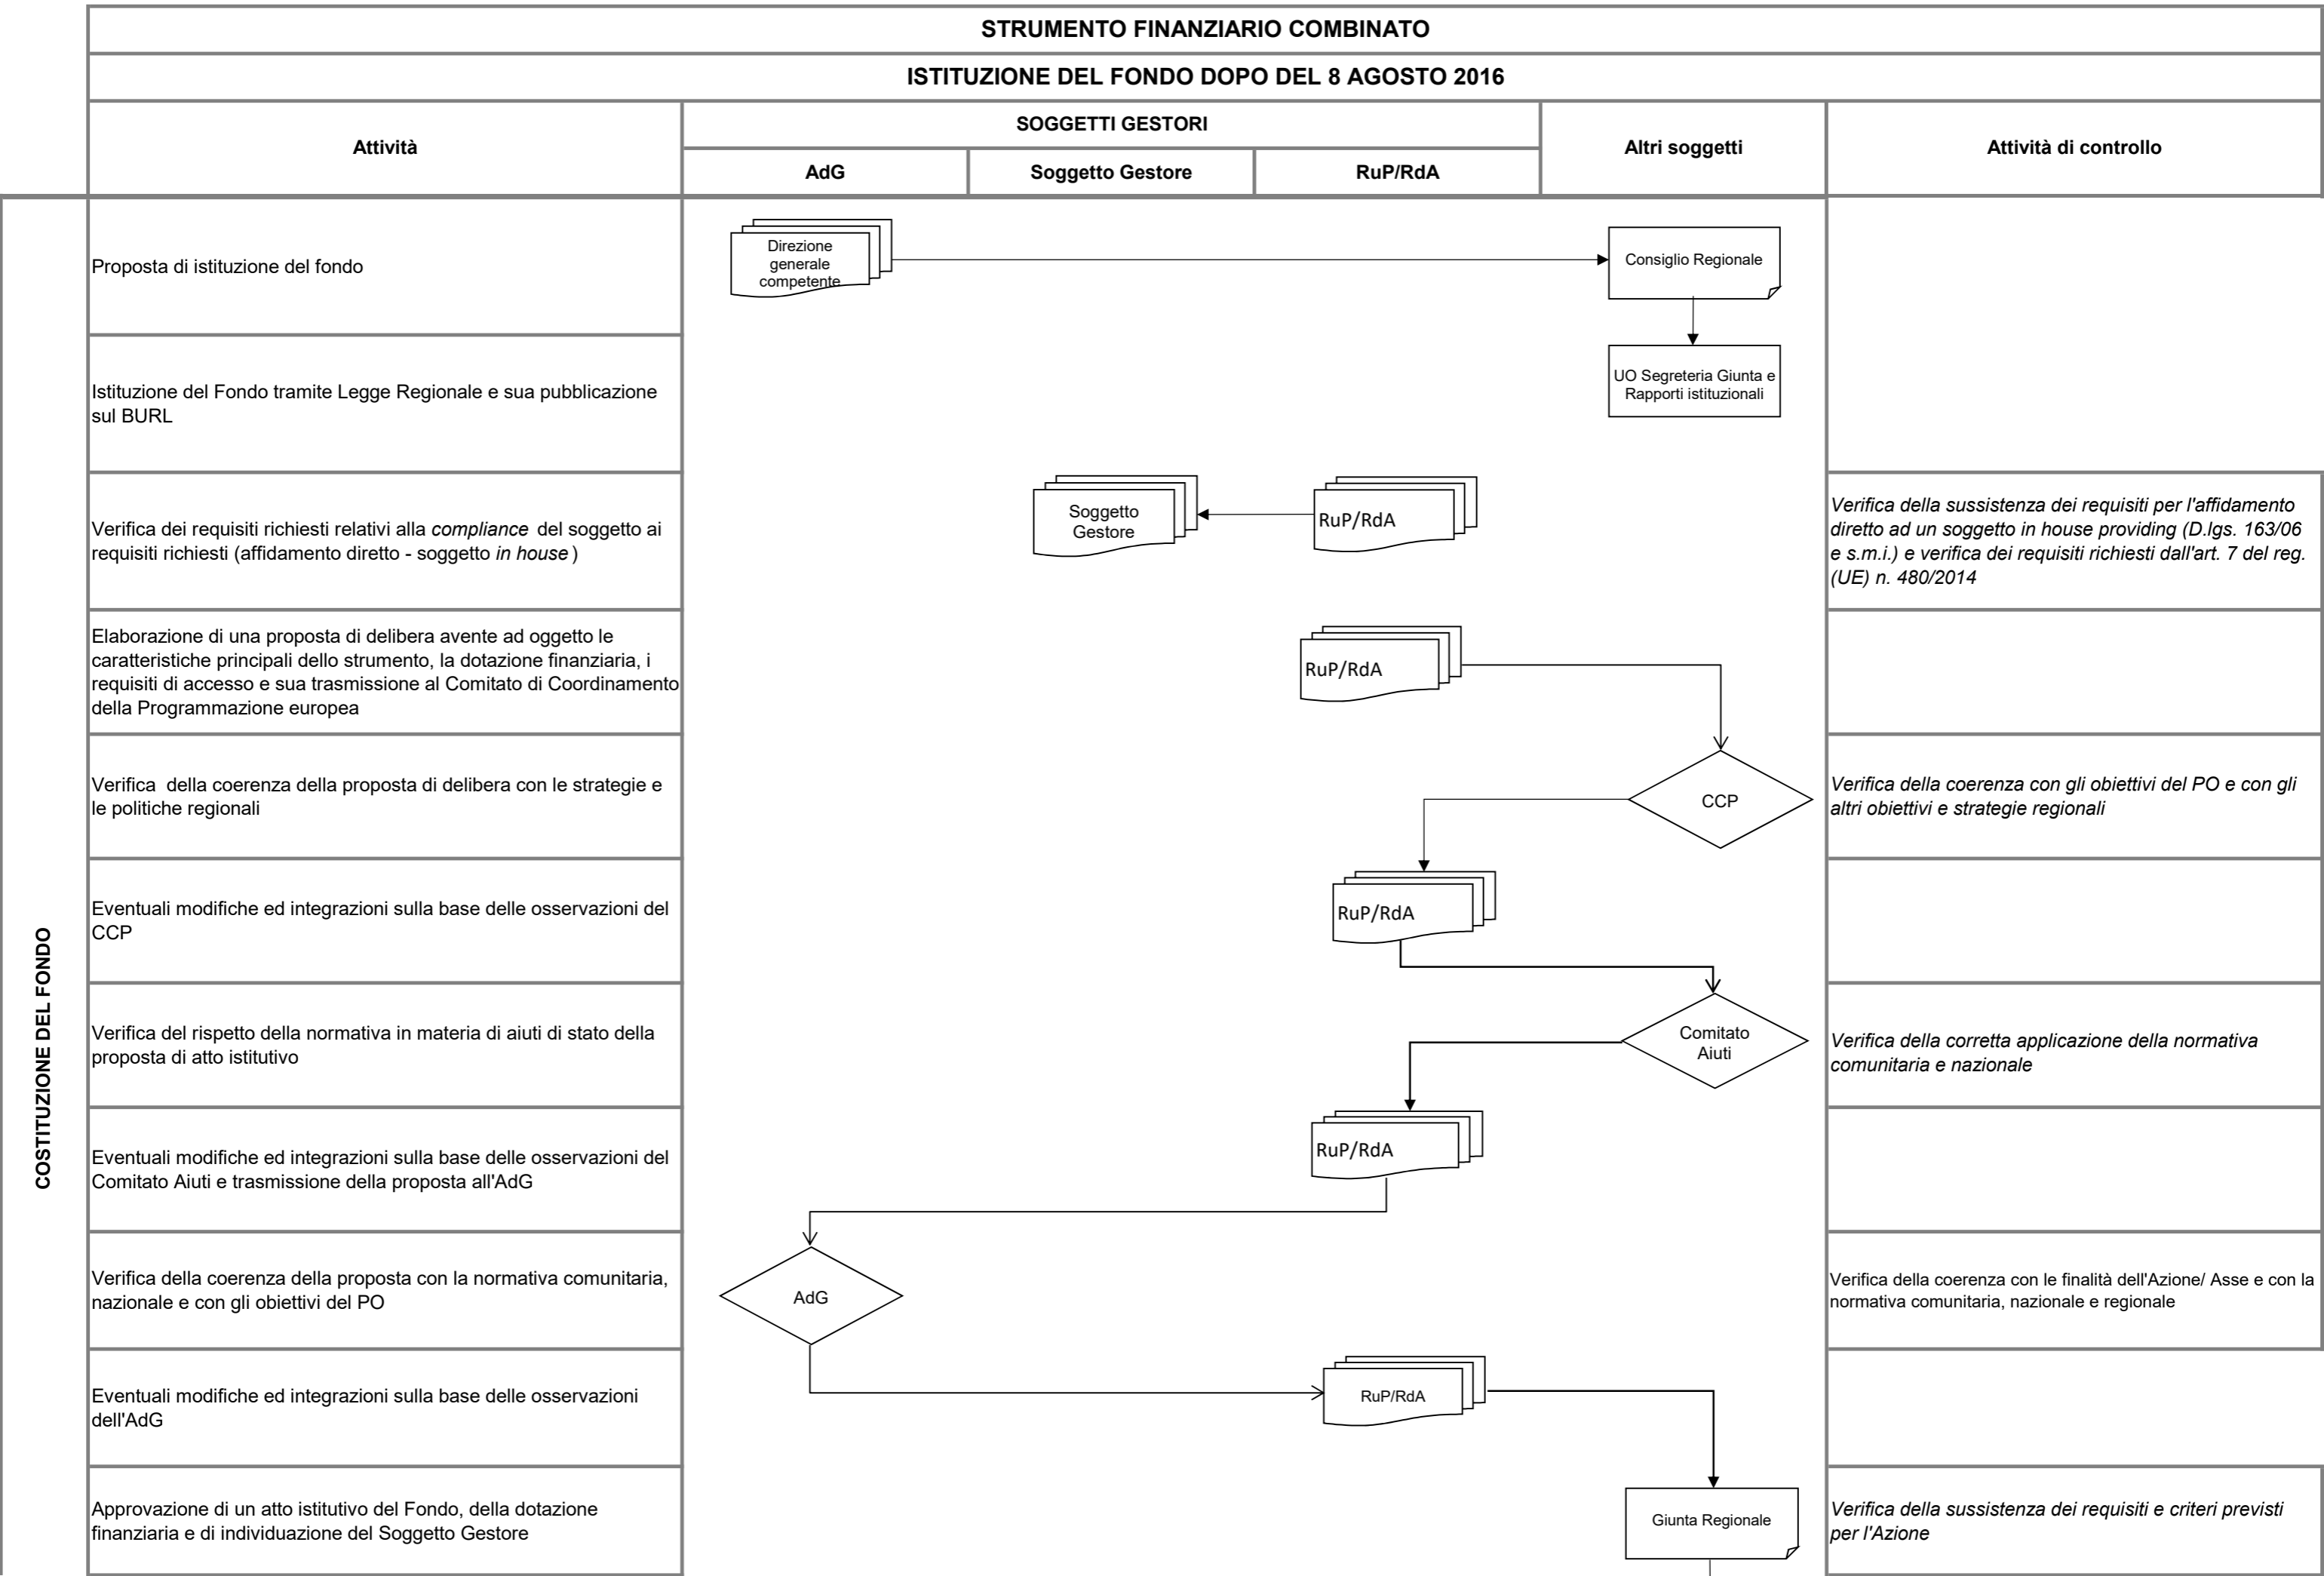 STRUMENTO FINANZIARIO COMBINATO
ISTITUZIONE DEL FONDO DOPO DEL 8 AGOSTO 2016
Attività
SOGGETTI GESTORI
Altri soggetti
Attività di controllo
AdG
Soggetto Gestore
RuP/RdA
COSTITUZIONE DEL FONDO
Proposta di istituzione del fondo
Direzione
generale
competente
Consiglio Regionale
Istituzione del Fondo tramite Legge Regionale e sua pubblicazione
sul BURL
UO Segreteria Giunta e
Rapporti istituzionali
Verifica dei requisiti richiesti relativi alla compliance del soggetto ai
requisiti richiesti (affidamento diretto - soggetto in house )
Soggetto
Gestore
RuP/RdA
Verifica della sussistenza dei requisiti per l'affidamento
diretto ad un soggetto in house providing (D.lgs. 163/06
e s.m.i.) e verifica dei requisiti richiesti dall'art. 7 del reg.
(UE) n. 480/2014
Elaborazione di una proposta di delibera avente ad oggetto le
caratteristiche principali dello strumento, la dotazione finanziaria, i
requisiti di accesso e sua trasmissione al Comitato di Coordinamento
della Programmazione europea
RuP/RdA
Verifica della coerenza della proposta di delibera con le strategie e
le politiche regionali
CCP
Verifica della coerenza con gli obiettivi del PO e con gli
altri obiettivi e strategie regionali
Eventuali modifiche ed integrazioni sulla base delle osservazioni del
CCP
RuP/RdA
Verifica del rispetto della normativa in materia di aiuti di stato della
proposta di atto istitutivo
Comitato
Aiuti
Verifica della corretta applicazione della normativa
comunitaria e nazionale
Eventuali modifiche ed integrazioni sulla base delle osservazioni del
Comitato Aiuti e trasmissione della proposta all'AdG
RuP/RdA
Verifica della coerenza della proposta con la normativa comunitaria,
nazionale e con gli obiettivi del PO
AdG
Verifica della coerenza con le finalità dell'Azione/ Asse e con la
normativa comunitaria, nazionale e regionale
Eventuali modifiche ed integrazioni sulla base delle osservazioni
dell'AdG
RuP/RdA
Approvazione di un atto istitutivo del Fondo, della dotazione
finanziaria e di individuazione del Soggetto Gestore
Giunta Regionale
Verifica della sussistenza dei requisiti e criteri previsti
per l'Azione